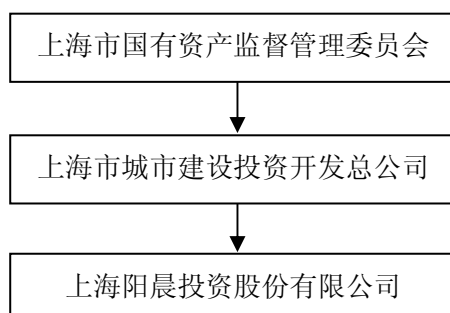 上海市国有资产监督管理委员会
上海市城市建设投资开发总公司
上海阳晨投资股份有限公司